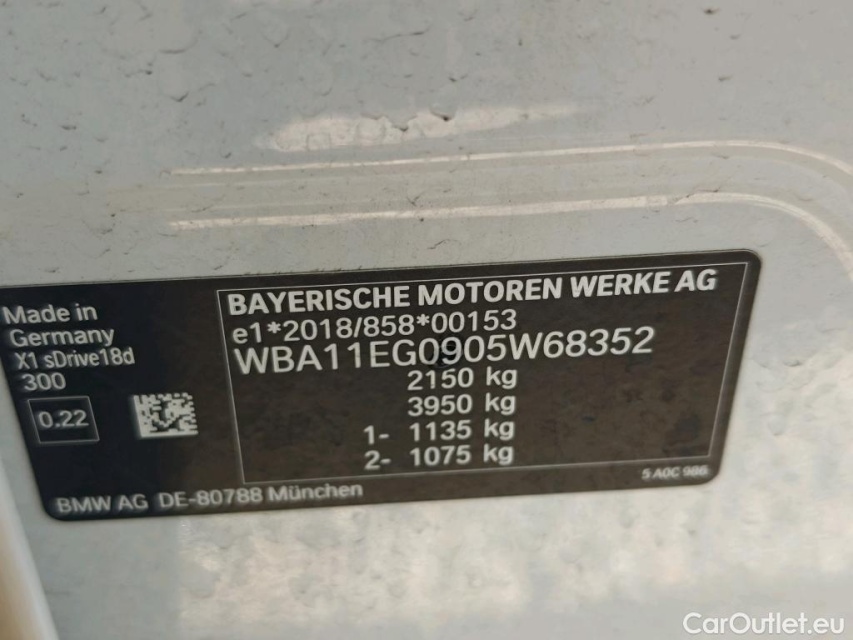 Made in
Germany
X1 sDrive18d
300
0.22
BAYERISCHE MOTOREN WERKE AG
e1*2018/858*00153
WBA11EG0905W68352
2150 kg
3950 kg
1- 1135 kg
2- 1075 kg
5 A0C 986
BMW AG DE-80788 München
CarOutlet.eu